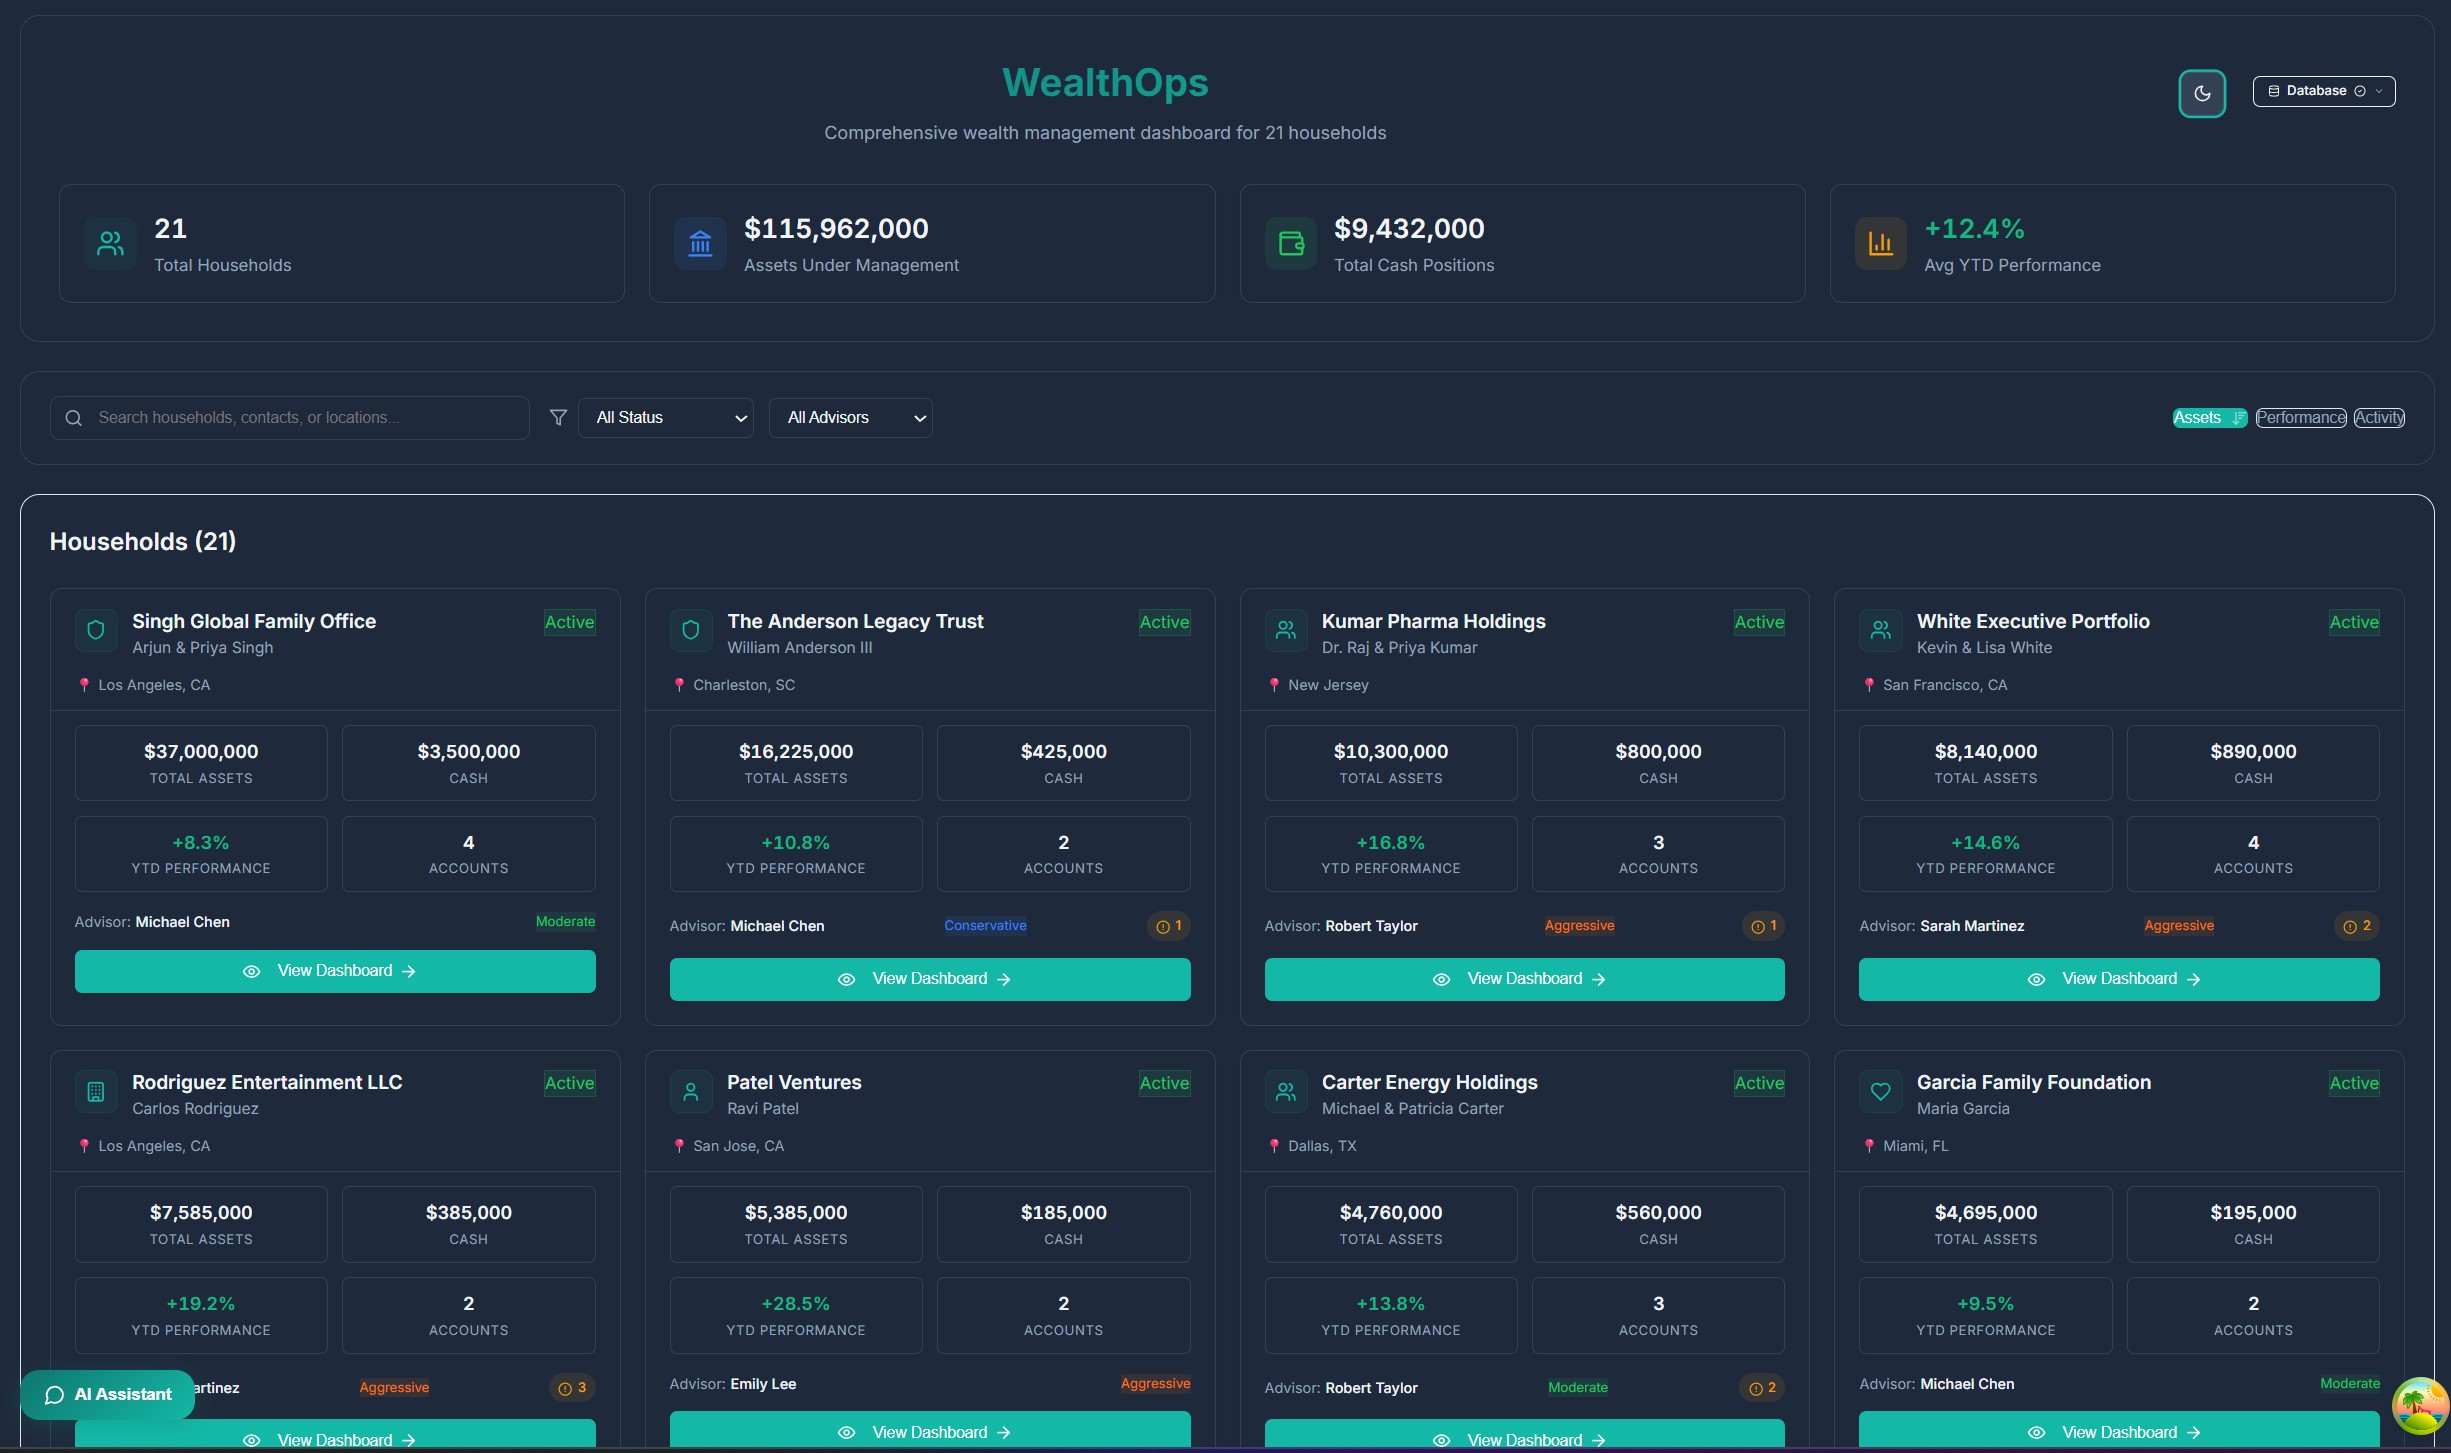 WealthOps
Database
Comprehensive wealth management dashboard for 21 households
21
Total Households
$115,962,000
Assets Under Management
$9,432,000
Total Cash Positions
+12.4%
Avg YTD Performance
Search households, contacts, or locations...
All Status
All Advisors
Assets
Performance
Activity
Households (21)
Singh Global Family Office
Active
Arjun & Priya Singh
Los Angeles, CA
$37,000,000
TOTAL ASSETS
$3,500,000
CASH
+8.3%
YTD PERFORMANCE
4
ACCOUNTS
Advisor: Michael Chen
Moderate
View Dashboard
The Anderson Legacy Trust
Active
William Anderson III
Charleston, SC
$16,225,000
TOTAL ASSETS
$425,000
CASH
+10.8%
YTD PERFORMANCE
2
ACCOUNTS
Advisor: Michael Chen
Conservative
1
View Dashboard
Kumar Pharma Holdings
Active
Dr. Raj & Priya Kumar
New Jersey
$10,300,000
TOTAL ASSETS
$800,000
CASH
+16.8%
YTD PERFORMANCE
3
ACCOUNTS
Advisor: Robert Taylor
Aggressive
1
View Dashboard
White Executive Portfolio
Active
Kevin & Lisa White
San Francisco, CA
$8,140,000
TOTAL ASSETS
$890,000
CASH
+14.6%
YTD PERFORMANCE
4
ACCOUNTS
Advisor: Sarah Martinez
Aggressive
2
View Dashboard
Rodriguez Entertainment LLC
Active
Carlos Rodriguez
Los Angeles, CA
$7,585,000
TOTAL ASSETS
$385,000
CASH
+19.2%
YTD PERFORMANCE
2
ACCOUNTS
AI Assistant
artinez
Aggressive
3
View Dashboard
Patel Ventures
Active
Ravi Patel
San Jose, CA
$5,385,000
TOTAL ASSETS
$185,000
CASH
+28.5%
YTD PERFORMANCE
2
ACCOUNTS
Advisor: Emily Lee
Aggressive
View Dashboard
Carter Energy Holdings
Active
Michael & Patricia Carter
Dallas, TX
$4,760,000
TOTAL ASSETS
$560,000
CASH
+13.8%
YTD PERFORMANCE
3
ACCOUNTS
Advisor: Robert Taylor
Moderate
2
View Dashboard
Garcia Family Foundation
Active
Maria Garcia
Miami, FL
$4,695,000
TOTAL ASSETS
$195,000
CASH
+9.5%
YTD PERFORMANCE
2
ACCOUNTS
Advisor: Michael Chen
Moderate
View Dashboard